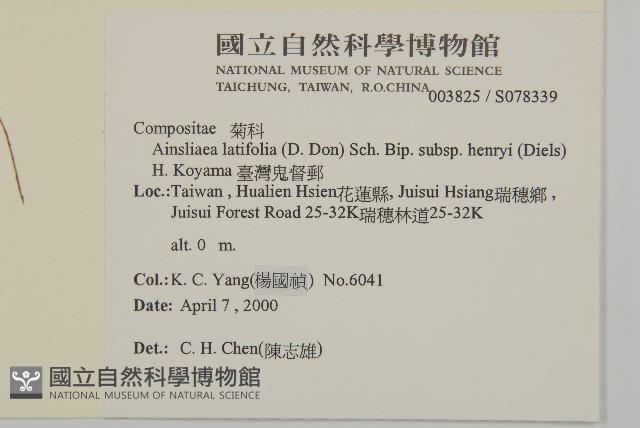 國立自然科學博物館
NATIONAL MUSEUM OF NATURAL SCIENCE
TAICHUNG, TAIWAN, R.O.CHINA
003825 / S078339
Compositae 菊科
Ainsliaea latifolia (D. Don) Sch. Bip. subsp. henryi (Diels)
H. Koyama 臺灣鬼督郵
Loc.:Taiwan , Hualien Hsien花蓮縣, Juisui Hsiang瑞穗鄉 ,
Juisui Forest Road 25-32K瑞穗林道25-32K
alt. 0 m.
Col.: K. C. Yang(楊國禎) No.6041
Date: April 7 , 2000
Det.: C. H. Chen(陳志雄)
國立自然科學博物館
NATIONAL MUSEUM OF NATURAL SCIENCE